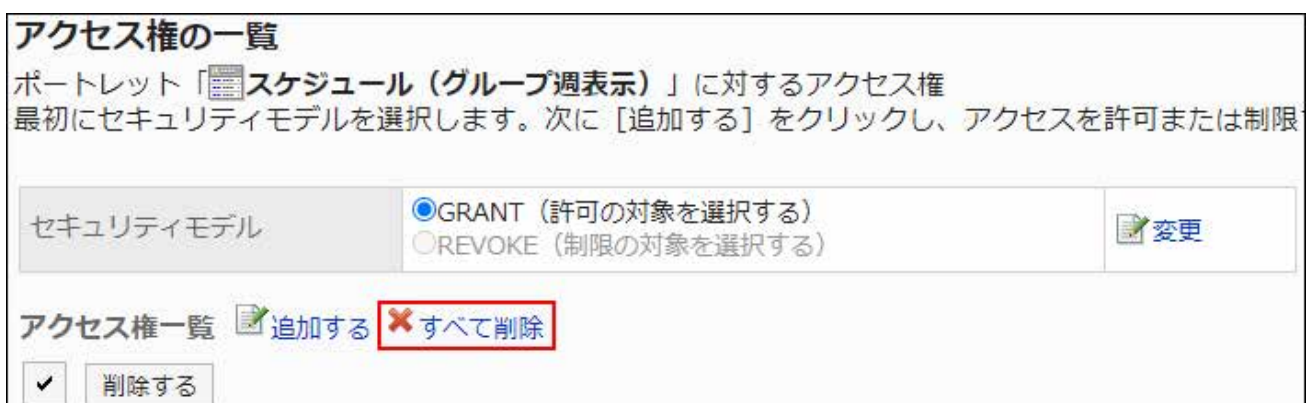 アクセス権の一覧
ポートレット「スケジュール（グループ週表示）」に対するアクセス権
最初にセキュリティモデルを選択します。次に［追加する］をクリックし、アクセスを許可または制限
セキュリティモデル
GRANT（許可の対象を選択する）
REVOKE（制限の対象を選択する）
変更
アクセス権一覧 追加する すべて削除
削除する